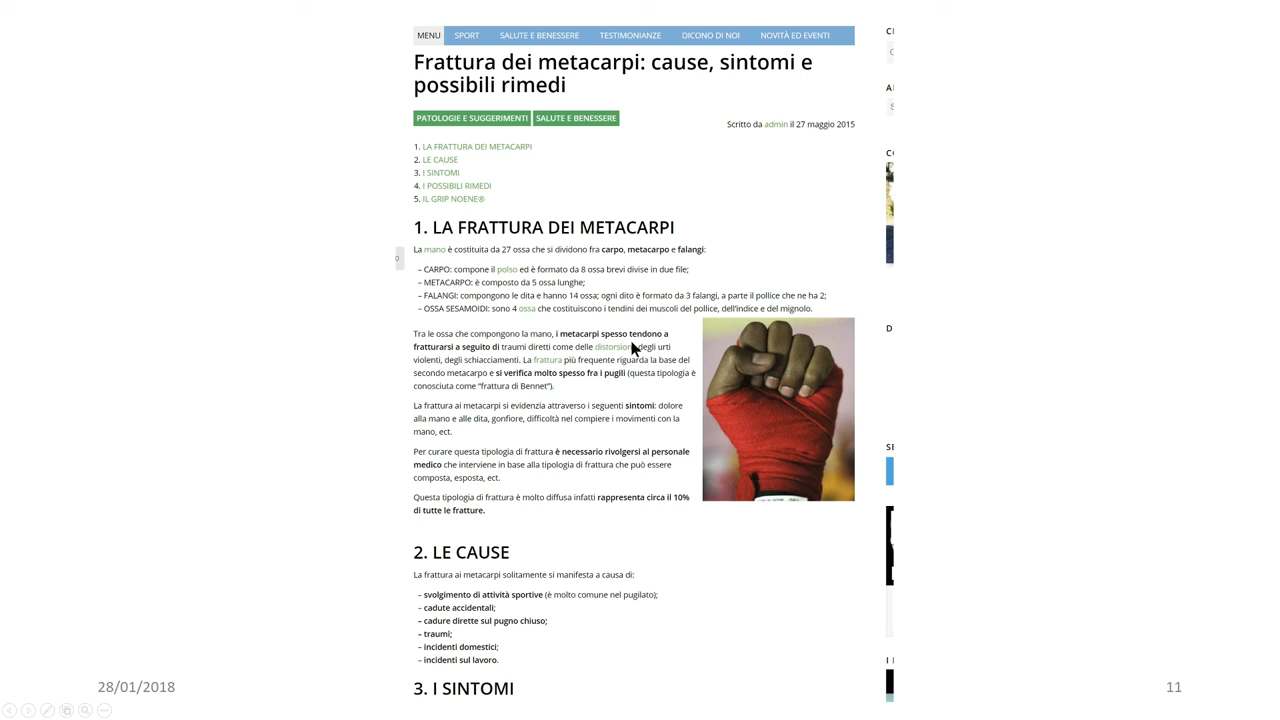 MENU SPORT SALUTE E BENESSERE TESTIMONIANZE DICONO DI NOI NOVITÀ ED EVENTI
Frattura dei metacarpi: cause, sintomi e
possibili rimedi
PATOLOGIE E SUGGERIMENTI SALUTE E BENESSERE
Scritto da admin il 27 maggio 2015
1. LA FRATTURA DEI METACARPI
2. LE CAUSE
3. I SINTOMI
4. I POSSIBILI RIMEDI
5. IL GRIP NOENE®
1. LA FRATTURA DEI METACARPI
La mano è costituita da 27 ossa che si dividono fra carpo, metacarpo e falangi:
– CARPO: compone il polso ed è formato da 8 ossa brevi divise in due file;
– METACARPO: è composto da 5 ossa lunghe;
– FALANGI: compongono le dita e hanno 14 ossa; ogni dito è formato da 3 falangi, a parte il pollice che ne ha 2;
– OSSA SESAMOIDI: sono 4 ossa che costituiscono i tendini dei muscoli del pollice, dell'indice e del mignolo.
Tra le ossa che compongono la mano, i metacarpi spesso tendono a
fratturarsi a seguito di traumi diretti come delle distorsioni degli urti
violenti, degli schiacciamenti. La frattura più frequente riguarda la base del
secondo metacarpo e si verifica molto spesso fra i pugili (questa tipologia è
conosciuta come “frattura di Bennet”).
La frattura ai metacarpi si evidenzia attraverso i seguenti sintomi: dolore
alla mano e alle dita, gonfiore, difficoltà nel compiere i movimenti con la
mano, ect.
Per curare questa tipologia di frattura è necessario rivolgersi al personale
medico che interviene in base alla tipologia di frattura che può essere
composta, esposta, ect.
Questa tipologia di frattura è molto diffusa infatti rappresenta circa il 10%
di tutte le fratture.
2. LE CAUSE
La frattura ai metacarpi solitamente si manifesta a causa di:
– svolgimento di attività sportive (è molto comune nel pugilato);
– cadute accidentali;
– cadure dirette sul pugno chiuso;
– traumi;
– incidenti domestici;
– incidenti sul lavoro.
3. I SINTOMI
28/01/2018
11